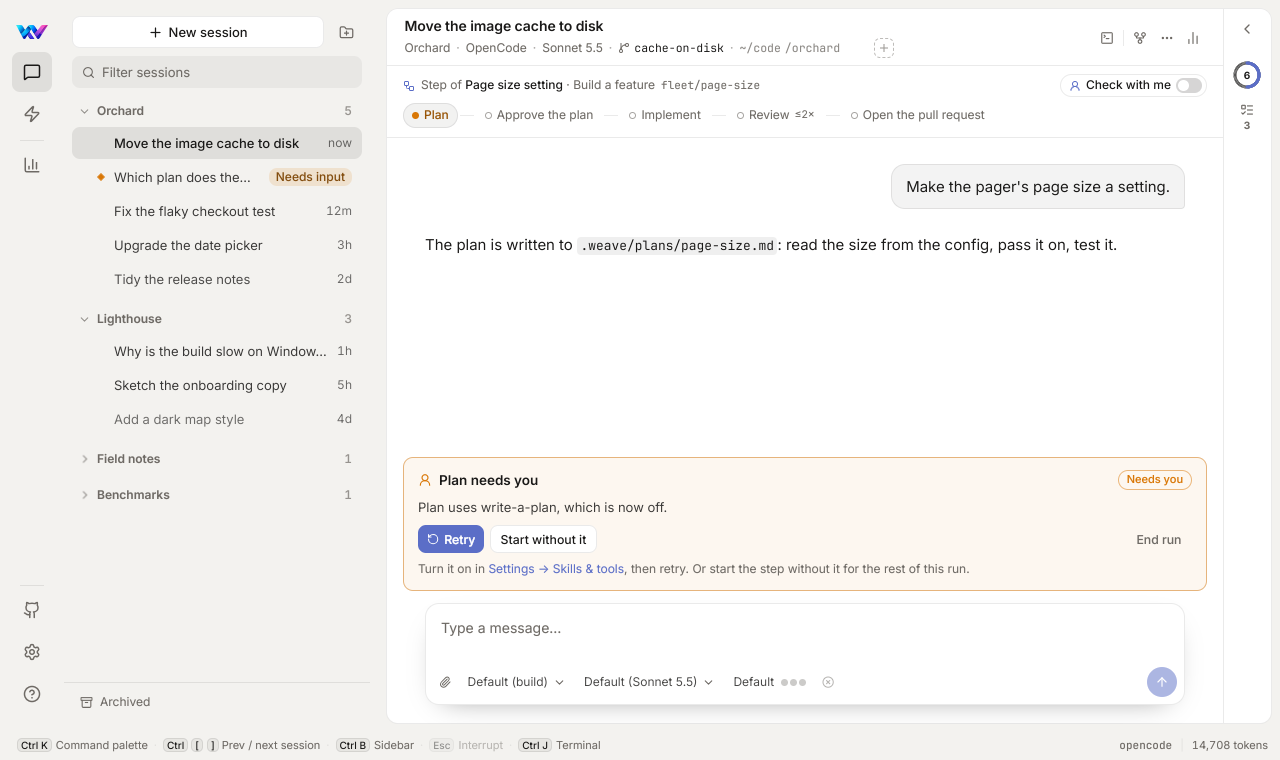 New session
Filter sessions
Orchard 5
Move the image cache to disk now
Which plan does the... Needs input
Fix the flaky checkout test 12m
Upgrade the date picker 3h
Tidy the release notes 2d
Lighthouse 3
Why is the build slow on Window... 1h
Sketch the onboarding copy 5h
Add a dark map style 4d
Field notes 1
Benchmarks 1
Archived
Move the image cache to disk
Orchard · OpenCode · Sonnet 5.5 · cache-on-disk · ~/code/orchard
Step of Page size setting · Build a feature fleet/page-size
Check with me
Plan Approve the plan Implement Review ≤2× Open the pull request
Make the pager's page size a setting.
The plan is written to .weave/plans/page-size.md: read the size from the config, pass it on, test it.
Plan needs you
Needs you
Plan uses write-a-plan, which is now off.
Retry Start without it End run
Turn it on in Settings → Skills & tools, then retry. Or start the step without it for the rest of this run.
Type a message...
Default (build) Default (Sonnet 5.5) Default
6
3
Ctrl K Command palette · Ctrl [ ] Prev / next session · Ctrl B Sidebar · Esc Interrupt · Ctrl J Terminal
opencode 14,708 tokens